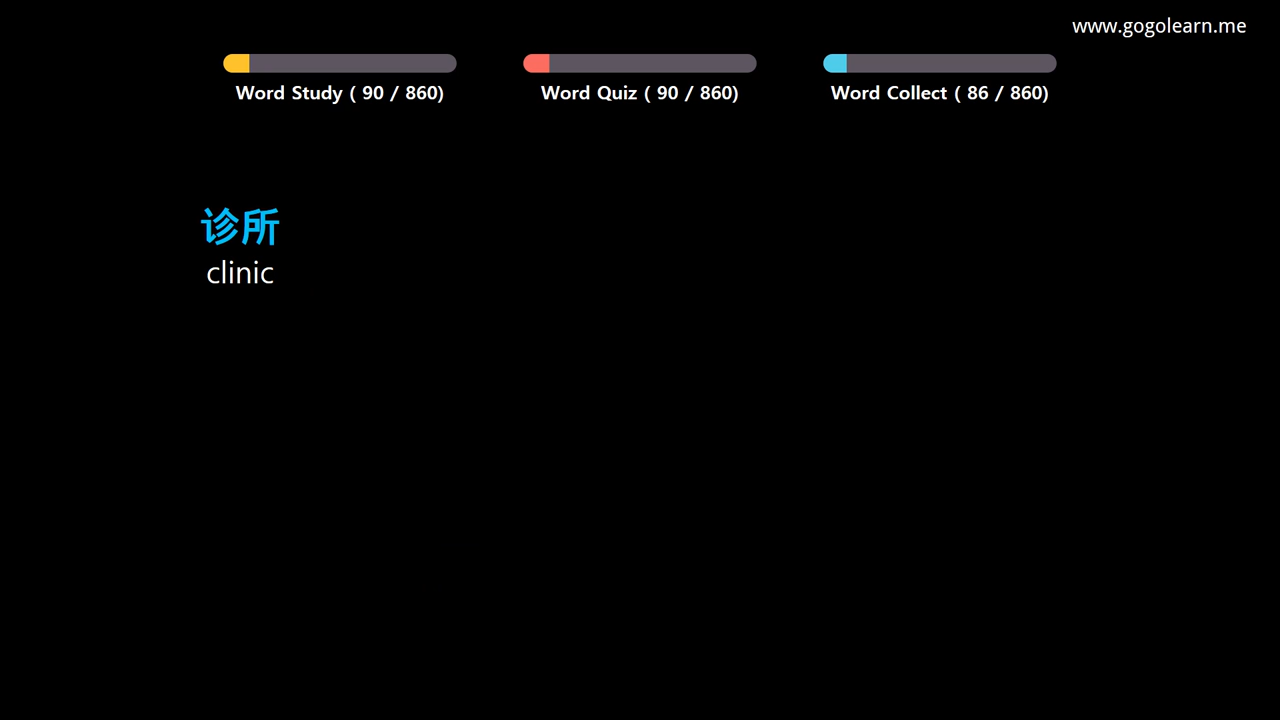 www.gogolearn.me
Word Study ( 90 / 860)
Word Quiz ( 90 / 860)
Word Collect ( 86 / 860)
诊所
clinic